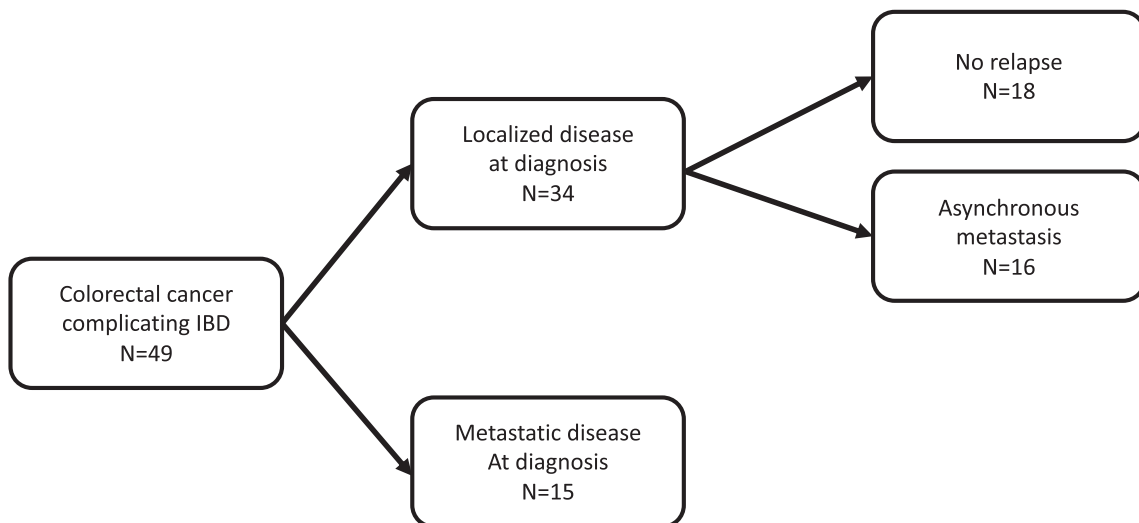 Colorectal cancer
complicating IBD
N=49
Localized disease
at diagnosis
N=34
Metastatic disease
At diagnosis
N=15
No relapse
N=18
Asynchronous
metastasis
N=16